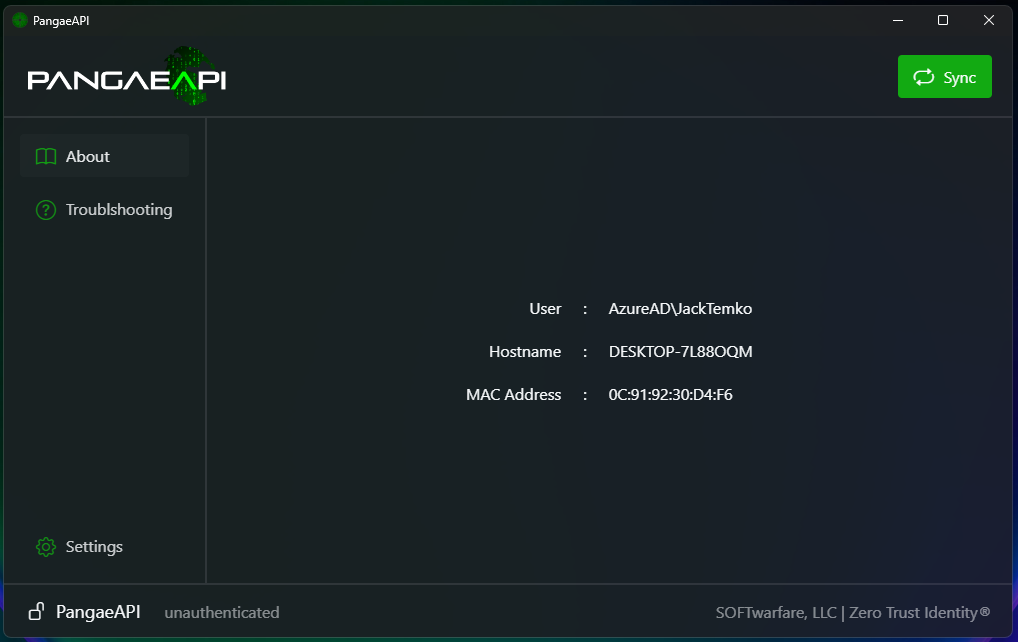 PangaeAPI
PANGAEAPI
Sync
About
Troublshooting
User : AzureAD\JackTemko
Hostname : DESKTOP-7L88OQM
MAC Address : 0C:91:92:30:D4:F6
Settings
PangaeAPI unauthenticated
SOFTwarfare, LLC | Zero Trust Identity®